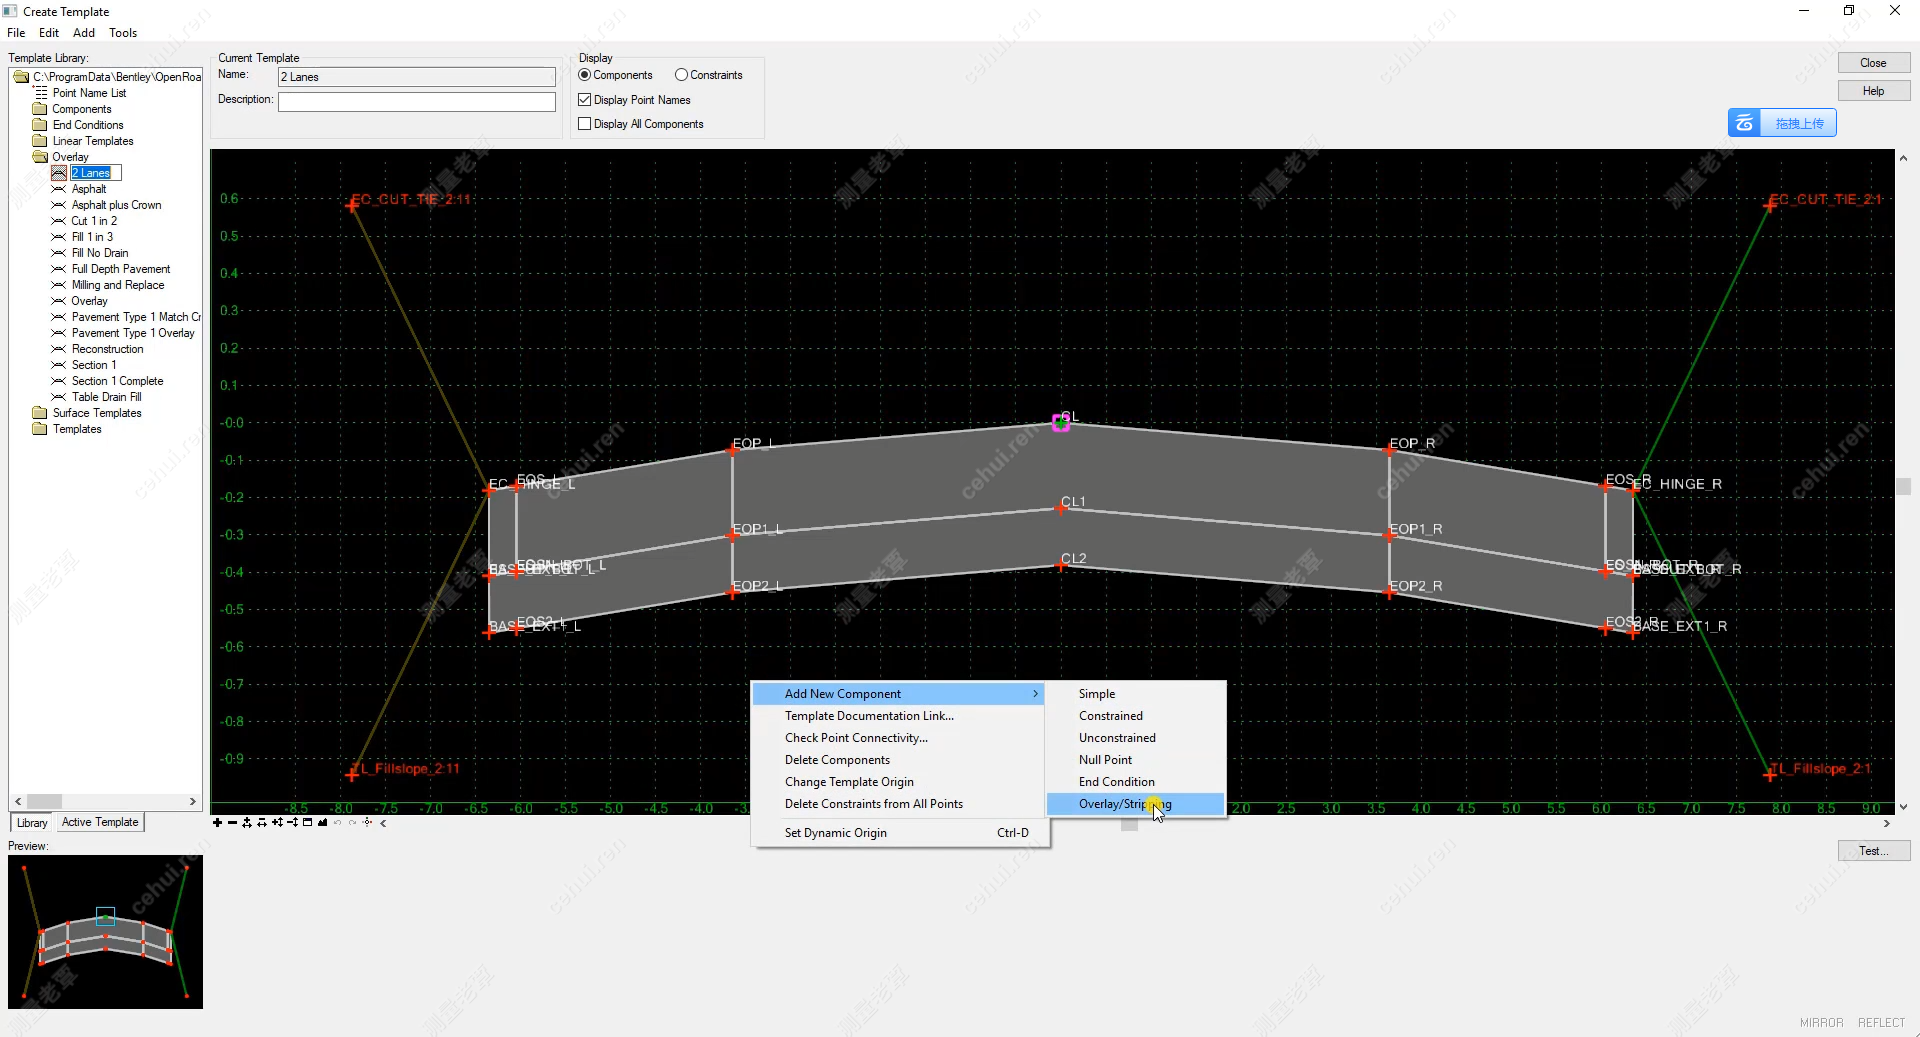 Create Template
File Edit Add Tools
Template Library:
C:\ProgramData\Bentley\OpenRoa
Point Name List
Components
End Conditions
Linear Templates
Overlay
2 Lanes
Asphalt
Asphalt plus Crown
Cut 1 in 2
Fill 1 in 3
Fill No Drain
Full Depth Pavement
Milling and Replace
Overlay
Pavement Type 1 Match Cr
Pavement Type 1 Overlay
Reconstruction
Section 1
Section 1 Complete
Table Drain Fill
Surface Templates
Templates
Library Active Template
Preview:
Current Template
Name: 2 Lanes
Description:
Display
Components Constraints
Display Point Names
Display All Components
Close
Help
拖拽上传
EC_CUT_TIE_2:11
EC_CUT_TIE_2:1
0.6
0.5
0.4
0.3
0.2
0.1
-0.0
-0.1
-0.2
-0.3
-0.4
-0.5
-0.6
-0.7
-0.8
-0.9
CL
EOP_L
EOP_R
EOS_L
EOS_R
EC_HINGE_L
EC_HINGE_R
CL1
EOP1_L
EOP1_R
CL2
EOP2_L
EOP2_R
EOS2_L
EOS2_R
BASE_EXT1_L
BASE_EXT1_R
TL_Fillslope_2:11
TL_Fillslope_2:1
-8.5 -8.0 -7.5 -7.0 -6.5 -6.0 -5.5 -5.0 -4.5 -4.0 2.0 2.5 3.0 3.5 4.0 4.5 5.0 5.5 6.0 6.5 7.0 7.5 8.0 8.5 9.0
Add New Component
Template Documentation Link...
Check Point Connectivity...
Delete Components
Change Template Origin
Delete Constraints from All Points
Set Dynamic Origin Ctrl-D
Simple
Constrained
Unconstrained
Null Point
End Condition
Overlay/Stripping
Test...
MIRROR REFLECT
测量老覃
cehui.ren